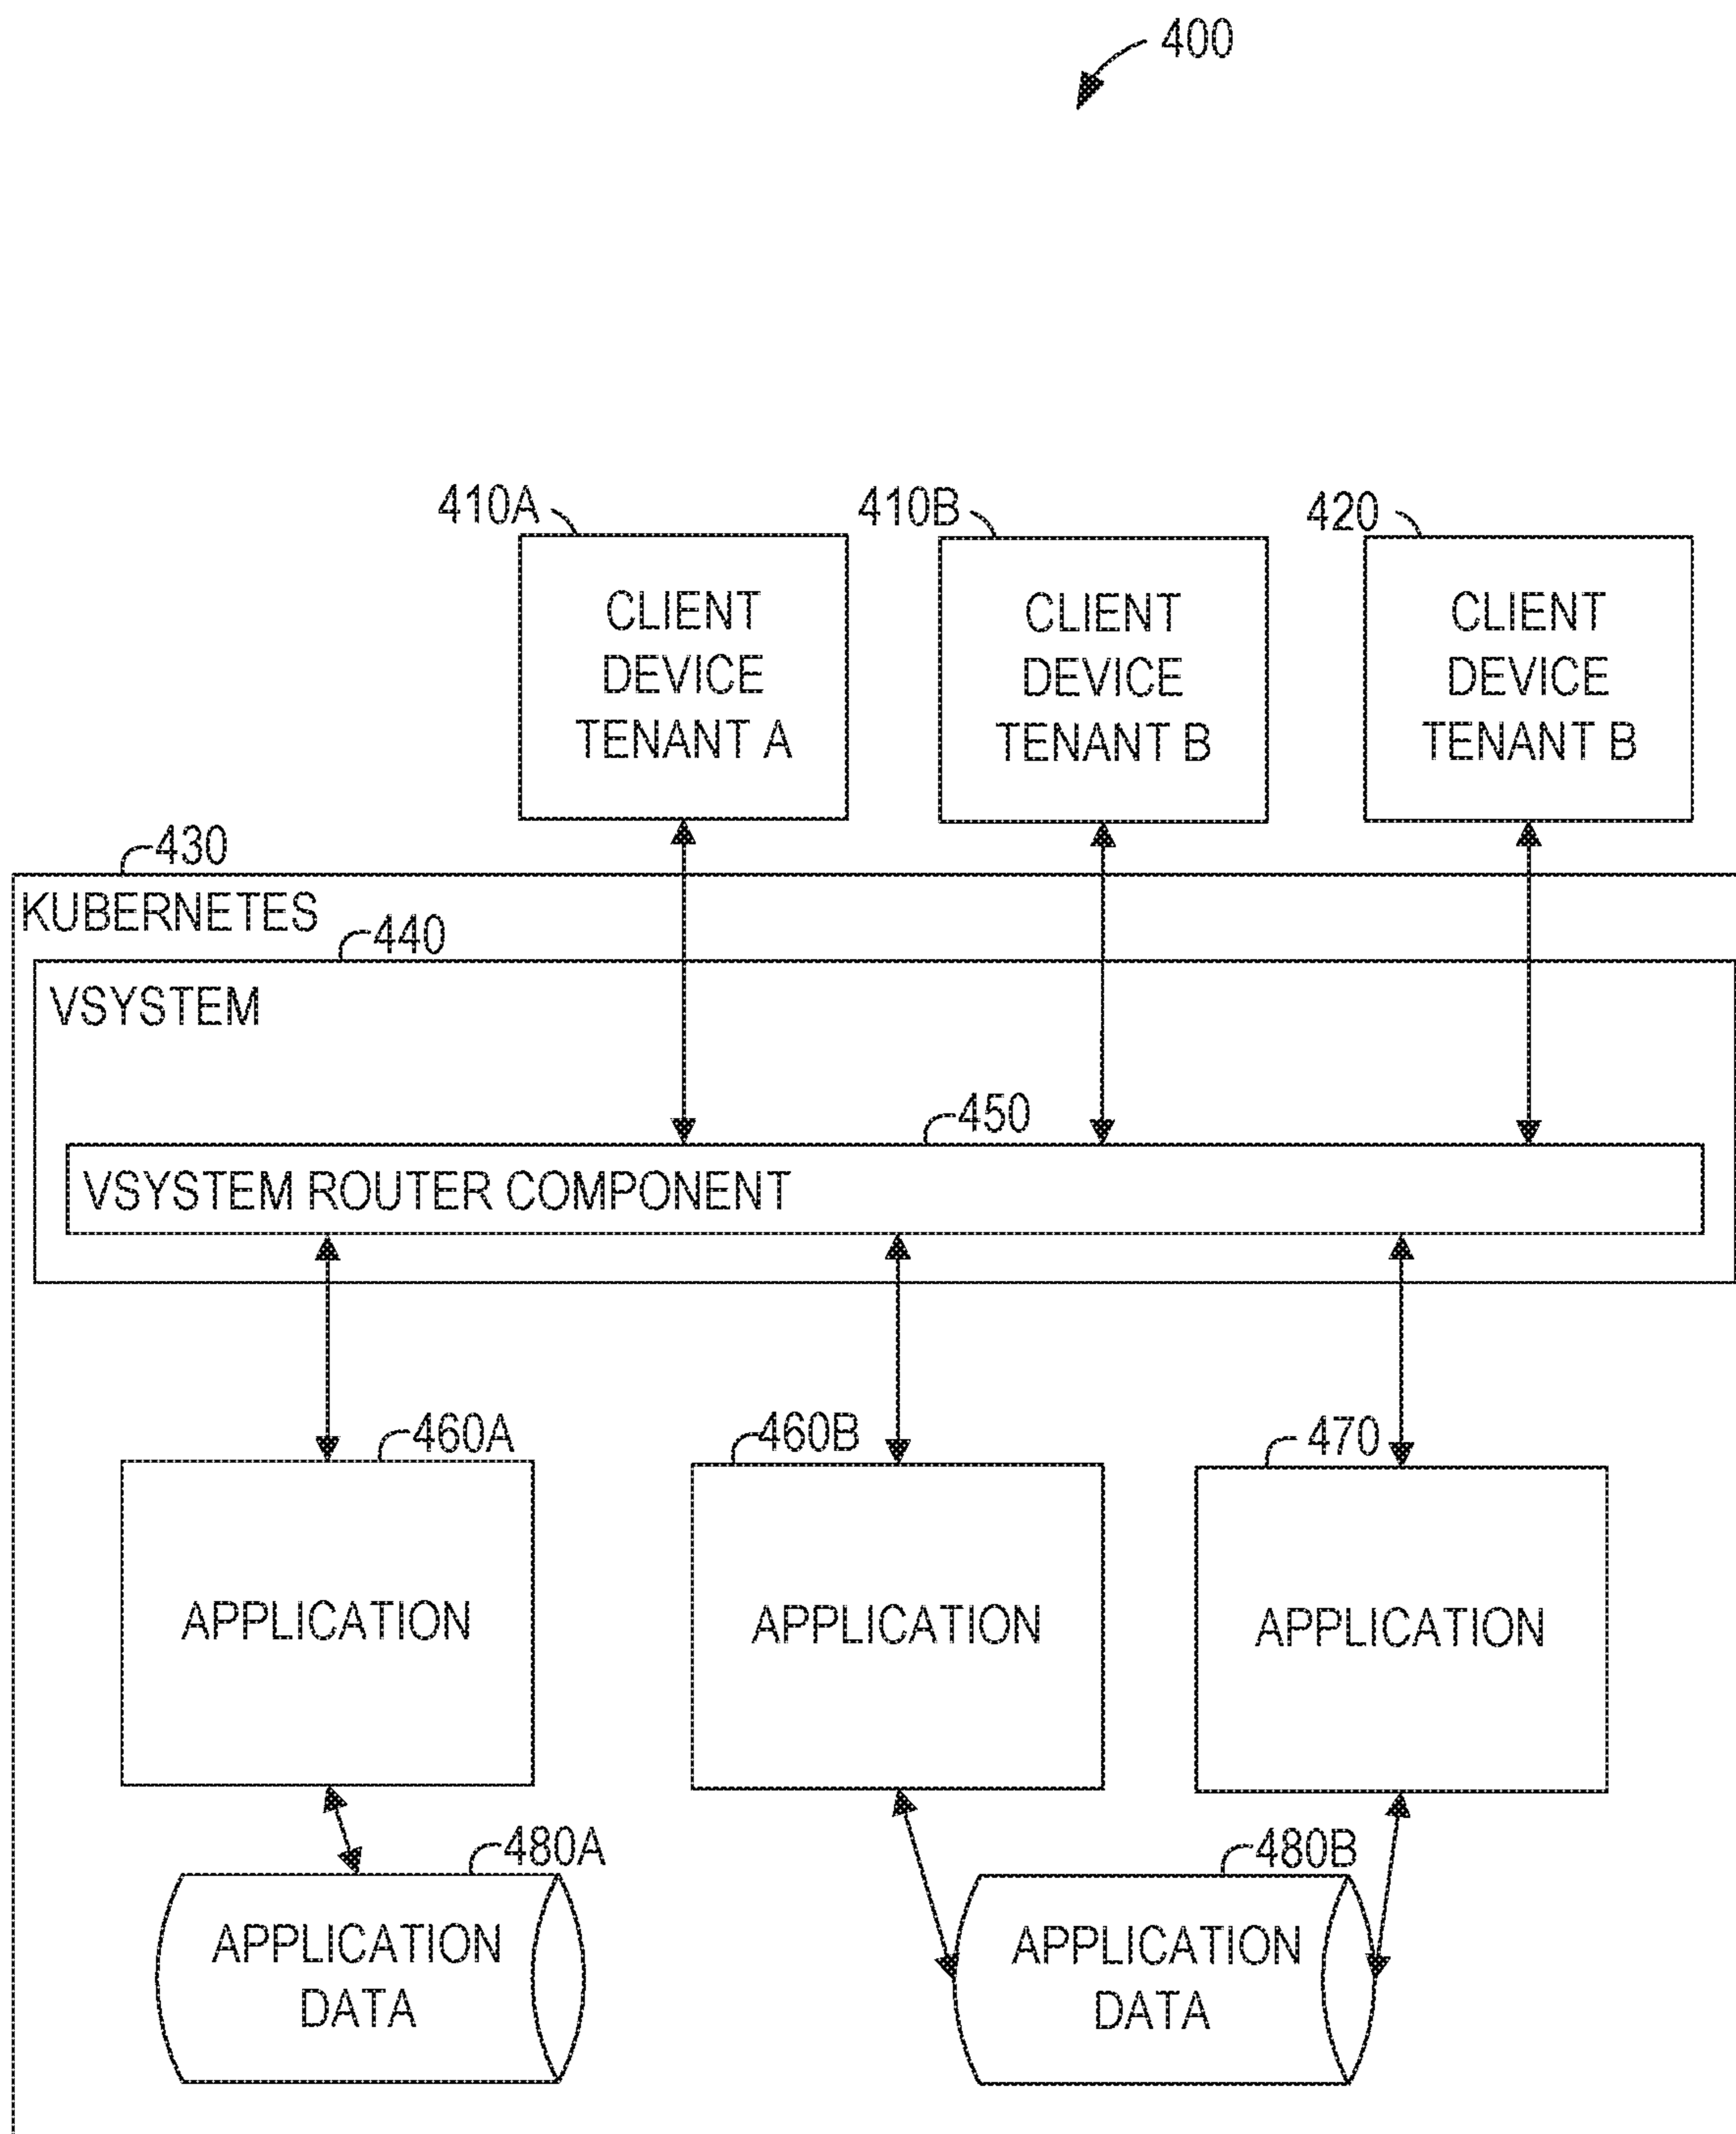 400
410A
410B
420
CLIENT
DEVICE
TENANT A
CLIENT
DEVICE
TENANT B
CLIENT
DEVICE
TENANT B
430
KUBERNETES
440
VSYSTEM
450
VSYSTEM ROUTER COMPONENT
460A
460B
470
APPLICATION
APPLICATION
APPLICATION
480A
480B
APPLICATION
DATA
APPLICATION
DATA